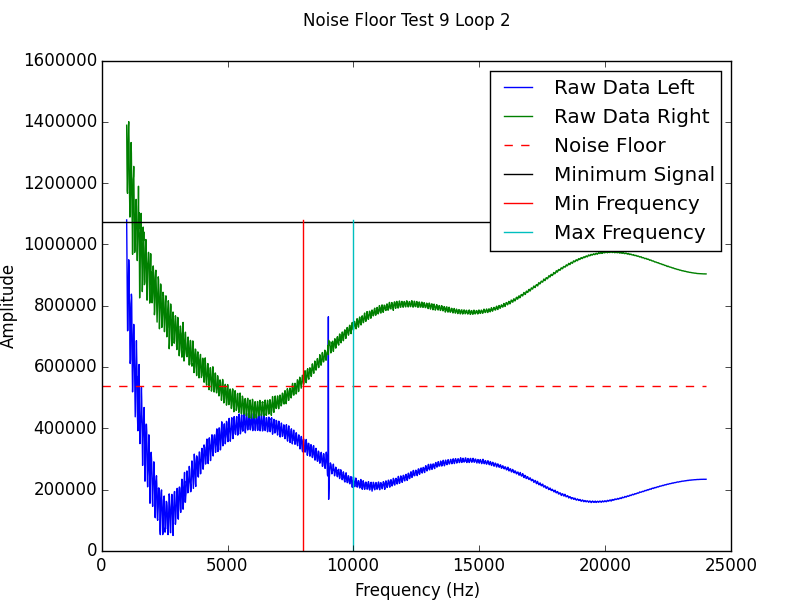 Noise Floor Test 9 Loop 2
1600000
1400000
1200000
1000000
800000
600000
400000
200000
0
Amplitude
Raw Data Left
Raw Data Right
Noise Floor
Minimum Signal
Min Frequency
Max Frequency
0 5000 10000 15000 20000 25000
Frequency (Hz)